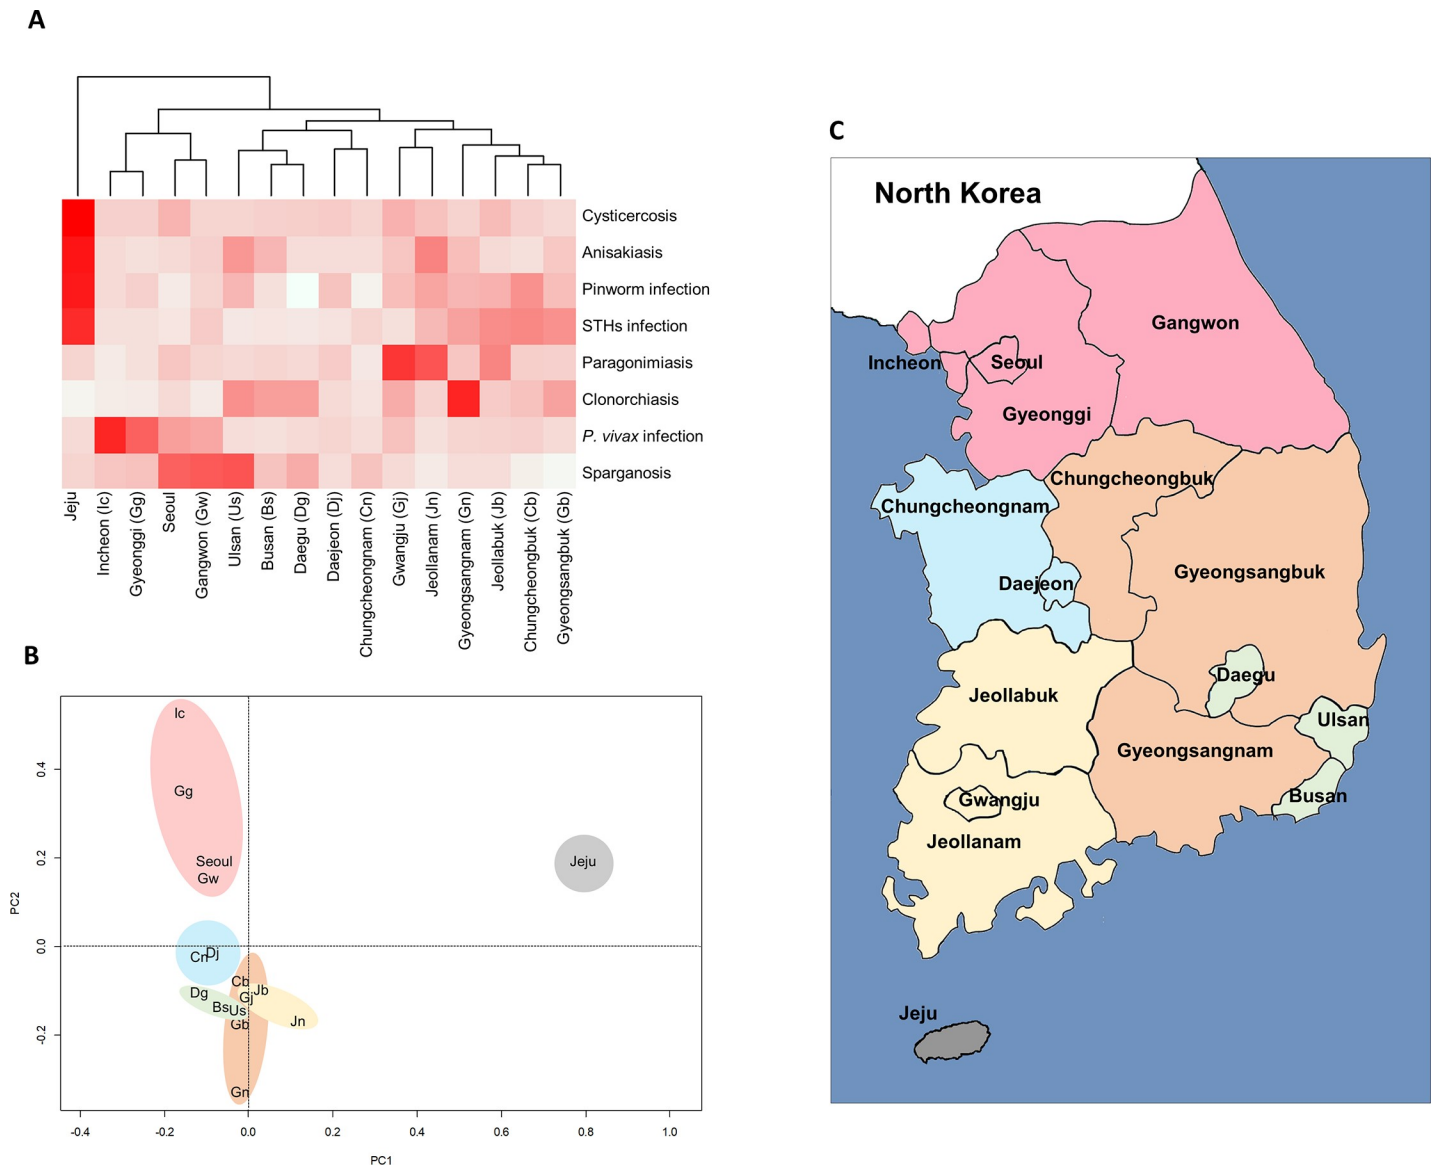 A
Cysticercosis
Anisakiasis
Pinworm infection
STHs infection
Paragonimiasis
Clonorchiasis
P. vivax infection
Sparganosis
Jeju
Incheon (Ic)
Gyeonggi (Gg)
Seoul
Gangwon (Gw)
Ulsan (Us)
Busan (Bs)
Daegu (Dg)
Daejeon (Dj)
Chungcheongnam (Cn)
Gwangju (Gj)
Jeollanam (Jn)
Gyeongsangnam (Gn)
Jeollabuk (Jb)
Chungcheongbuk (Cb)
Gyeongsangbuk (Gb)
B
PC2
0.4
0.2
0.0
-0.2
Ic
Gg
Seoul
Gw
Jeju
Cn
Dj
Cb
Dg
Jb
Gj
Bs
Us
Jn
Gb
Gn
-0.4
-0.2
0.0
0.2
0.4
0.6
0.8
1.0
PC1
C
North Korea
Gangwon
Incheon
Seoul
Gyeonggi
Chungcheongbuk
Chungcheongnam
Gyeongsangbuk
Daejeon
Daegu
Jeollabuk
Ulsan
Gyeongsangnam
Busan
Gwangju
Jeollanam
Jeju